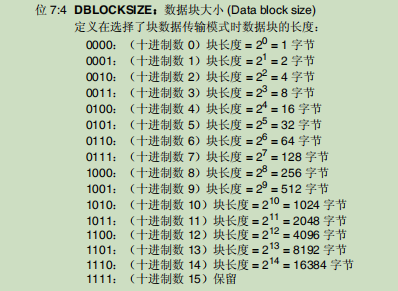 位 7:4 DBLOCKSIZE：数据块大小 (Data block size)
定义在选择了块数据传输模式时数据块的长度：
0000：（十进制数 0）块长度 = 2^0 = 1 字节
0001：（十进制数 1）块长度 = 2^1 = 2 字节
0010：（十进制数 2）块长度 = 2^2 = 4 字节
0011：（十进制数 3）块长度 = 2^3 = 8 字节
0100：（十进制数 4）块长度 = 2^4 = 16 字节
0101：（十进制数 5）块长度 = 2^5 = 32 字节
0110：（十进制数 6）块长度 = 2^6 = 64 字节
0111：（十进制数 7）块长度 = 2^7 = 128 字节
1000：（十进制数 8）块长度 = 2^8 = 256 字节
1001：（十进制数 9）块长度 = 2^9 = 512 字节
1010：（十进制数 10）块长度 = 2^10 = 1024 字节
1011：（十进制数 11）块长度 = 2^11 = 2048 字节
1100：（十进制数 12）块长度 = 2^12 = 4096 字节
1101：（十进制数 13）块长度 = 2^13 = 8192 字节
1110：（十进制数 14）块长度 = 2^14 = 16384 字节
1111：（十进制数 15）保留